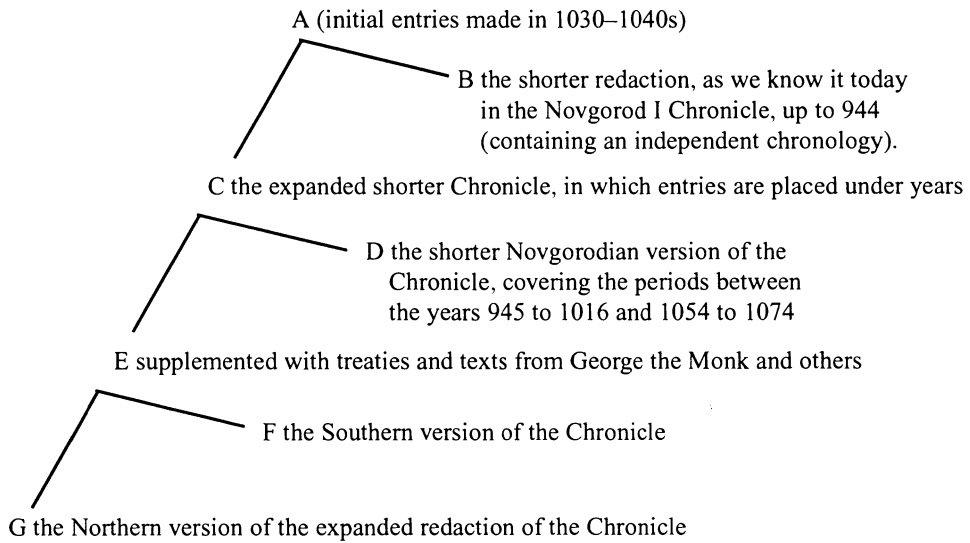 A (initial entries made in 1030–1040s)
B the shorter redaction, as we know it today
in the Novgorod I Chronicle, up to 944
(containing an independent chronology).
C the expanded shorter Chronicle, in which entries are placed under years
D the shorter Novgorodian version of the
Chronicle, covering the periods between
the years 945 to 1016 and 1054 to 1074
E supplemented with treaties and texts from George the Monk and others
F the Southern version of the Chronicle
G the Northern version of the expanded redaction of the Chronicle